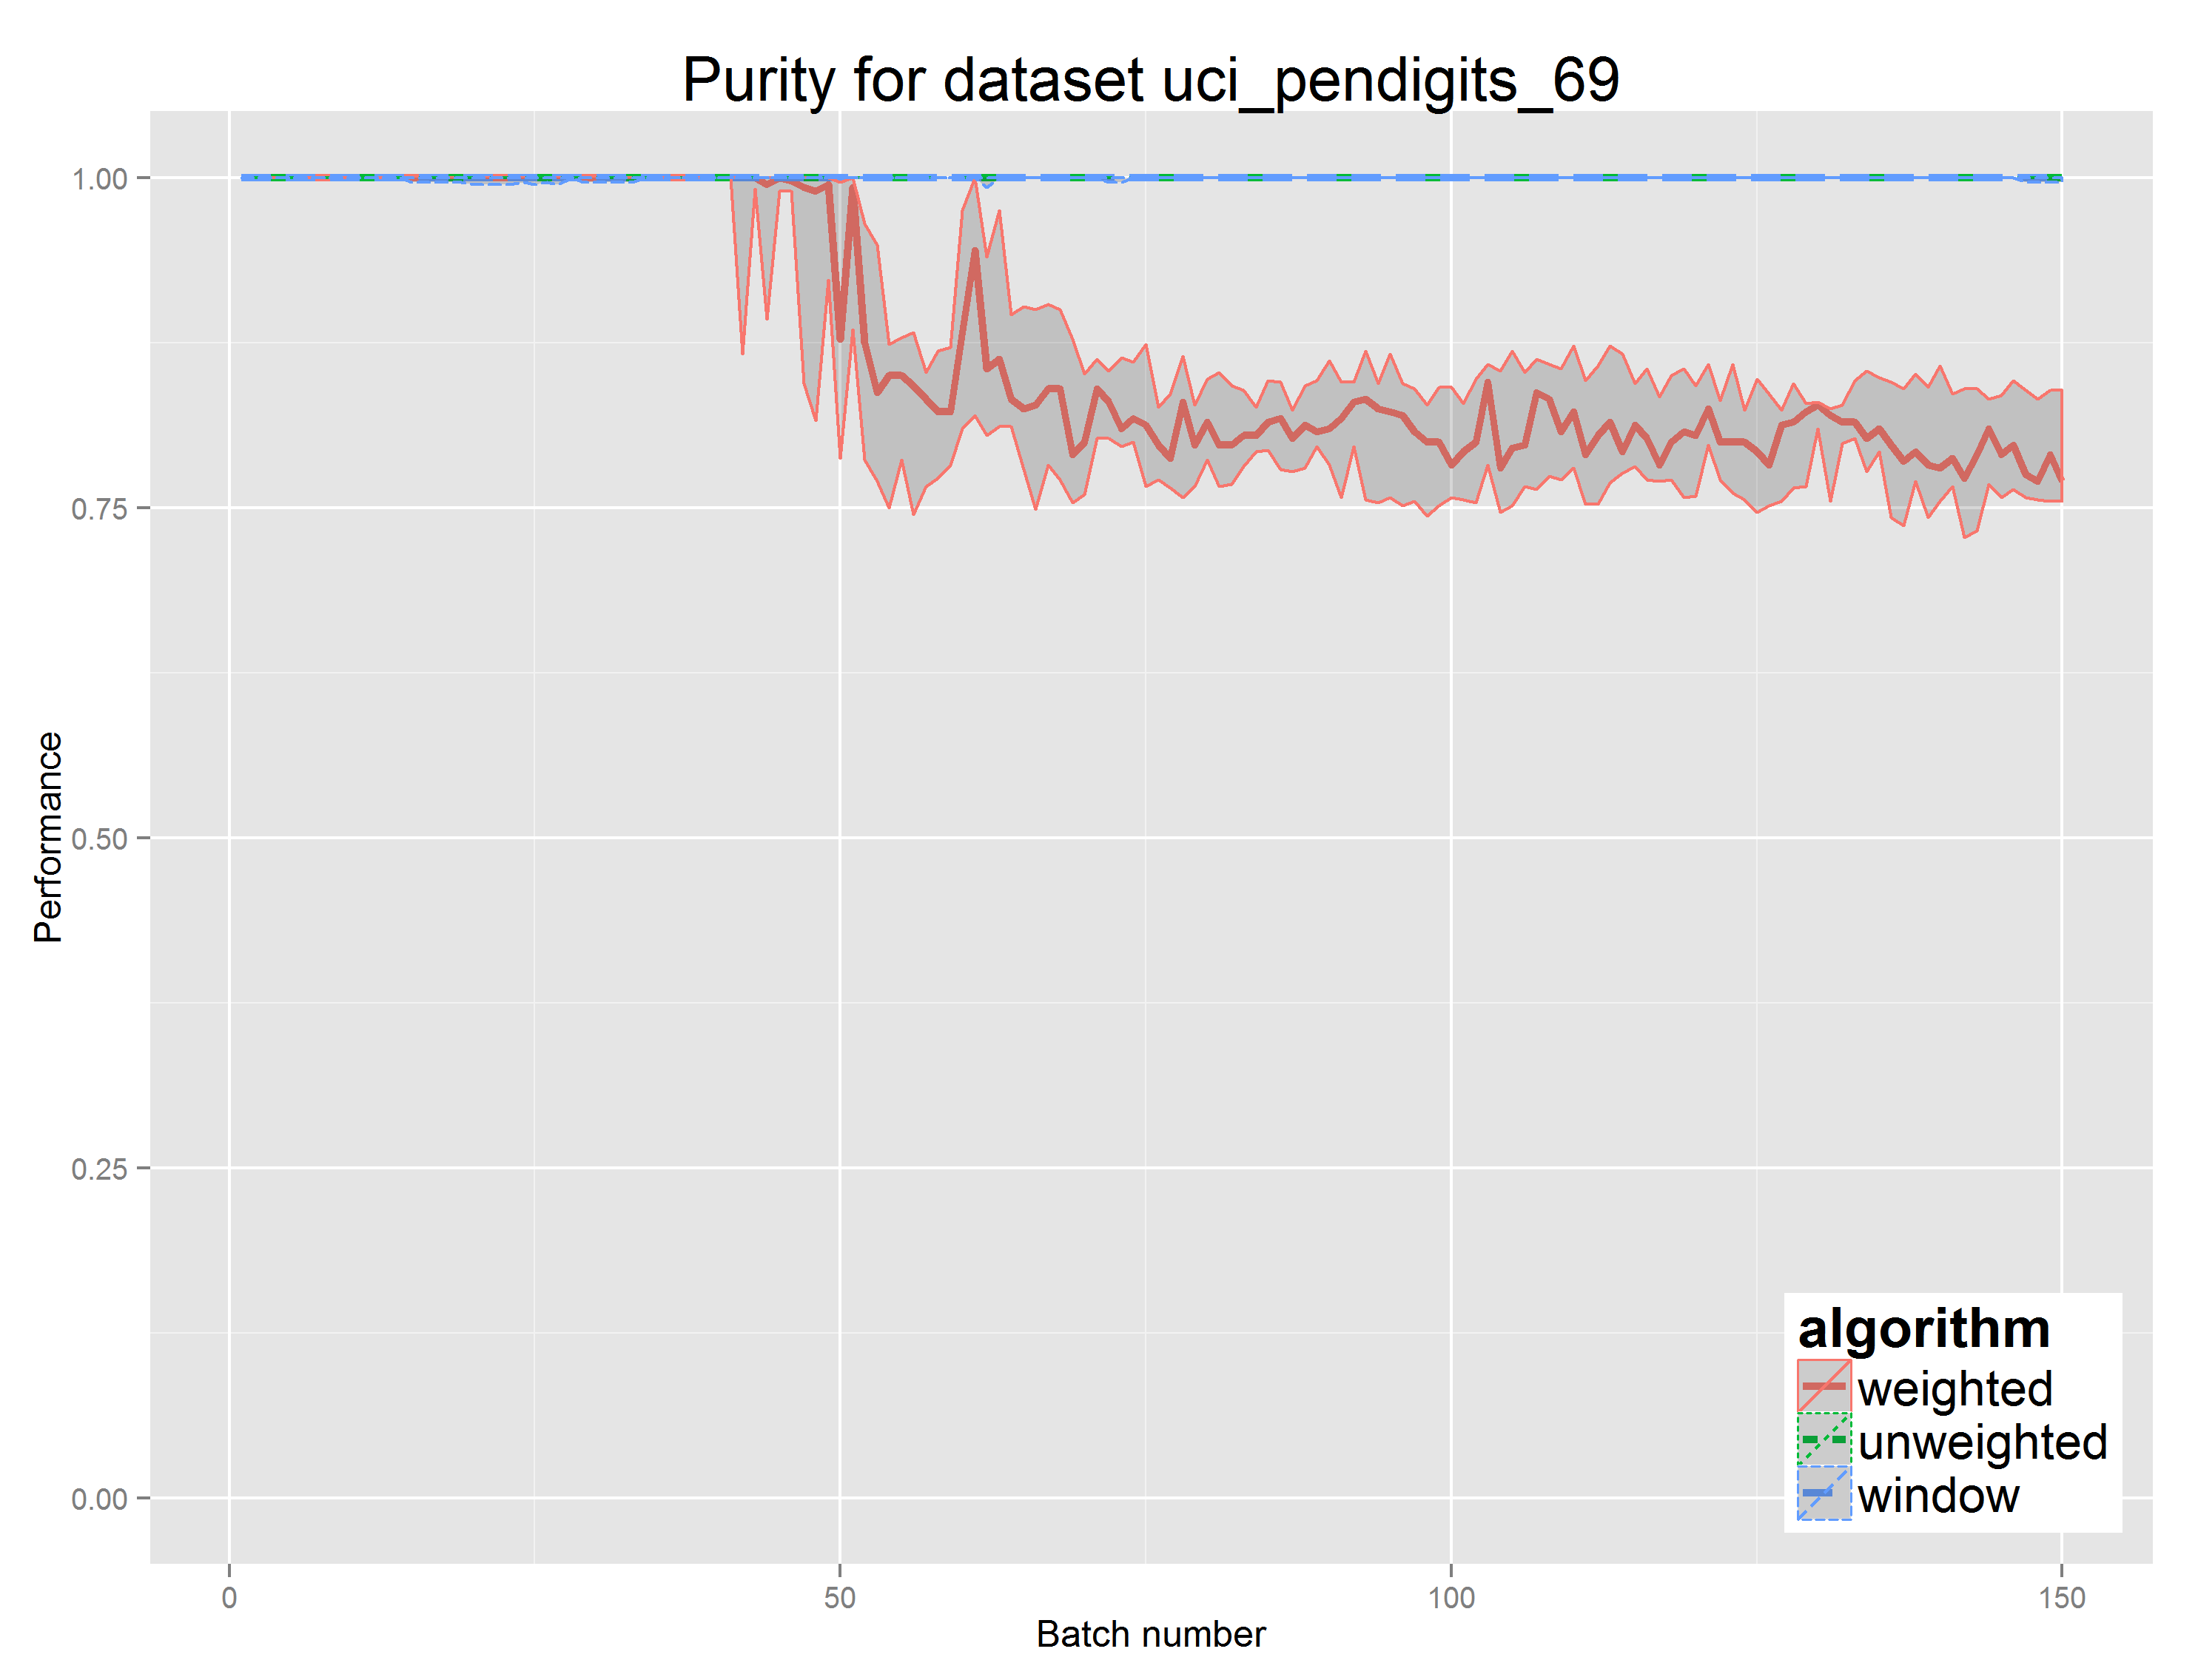 Purity for dataset uci_pendigits_69
1.00
0.75
0.50
0.25
0.00
Performance
0
50
100
150
Batch number
algorithm
weighted
unweighted
window